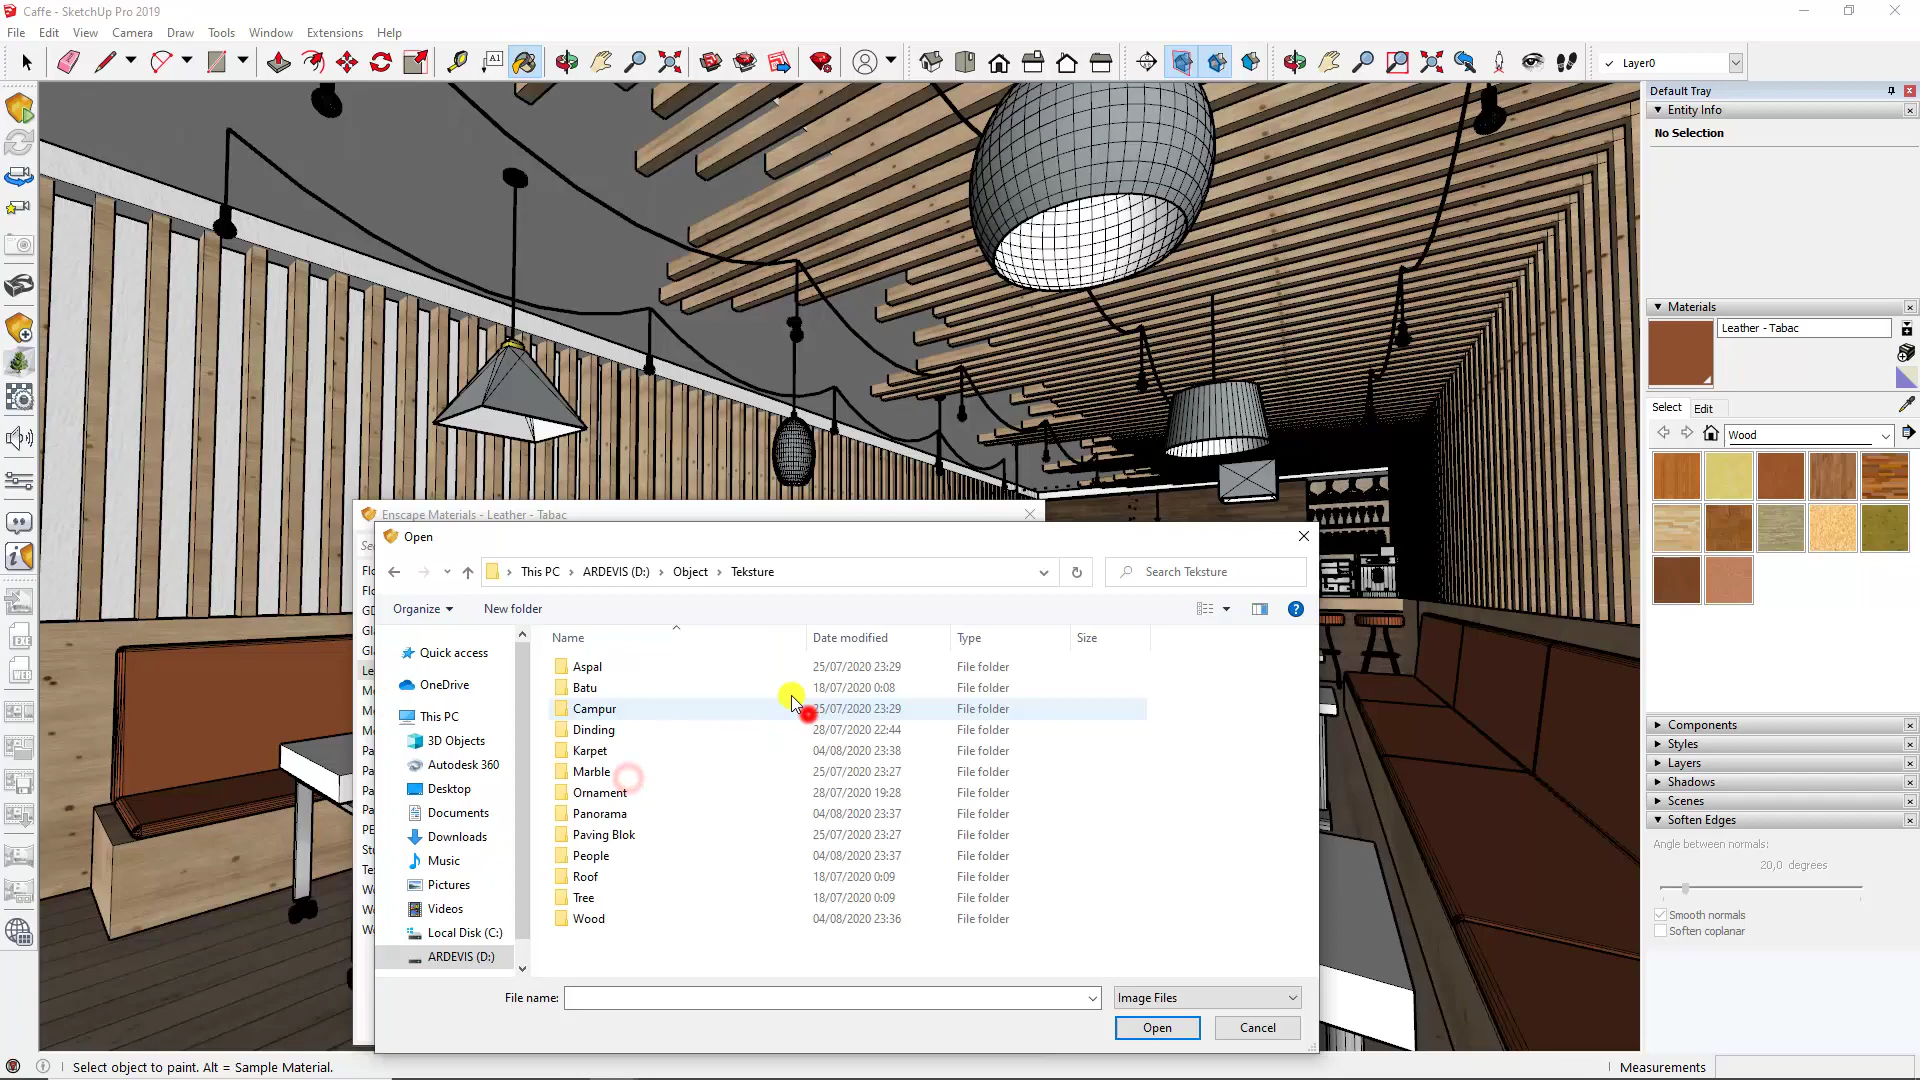 Caffe - SketchUp Pro 2019
File Edit View Camera Draw Tools Window Extensions Help
A1
Layer0
Default Tray
Entity Info
No Selection
Materials
Leather - Tabac
Select Edit
Wood
Components
Styles
Layers
Shadows
Scenes
Soften Edges
Angle between normals:
20,0 degrees
Smooth normals
Soften coplanar
Enscape Materials - Leather - Tabac
Open
This PC > ARDEVIS (D:) > Object > Teksture
Search Teksture
Organize New folder
Name Date modified Type Size
Quick access
OneDrive
This PC
3D Objects
Autodesk 360
Desktop
Documents
Downloads
Music
Pictures
Videos
Local Disk (C:)
ARDEVIS (D:)
Aspal 25/07/2020 23:29 File folder
Batu 18/07/2020 0:08 File folder
Campur 25/07/2020 23:29 File folder
Dinding 28/07/2020 22:44 File folder
Karpet 04/08/2020 23:38 File folder
Marble 25/07/2020 23:27 File folder
Ornament 28/07/2020 19:28 File folder
Panorama 04/08/2020 23:37 File folder
Paving Blok 25/07/2020 23:27 File folder
People 04/08/2020 23:37 File folder
Roof 18/07/2020 0:09 File folder
Tree 18/07/2020 0:09 File folder
Wood 04/08/2020 23:36 File folder
File name:
Image Files
Open Cancel
Select object to paint. Alt = Sample Material.
Measurements